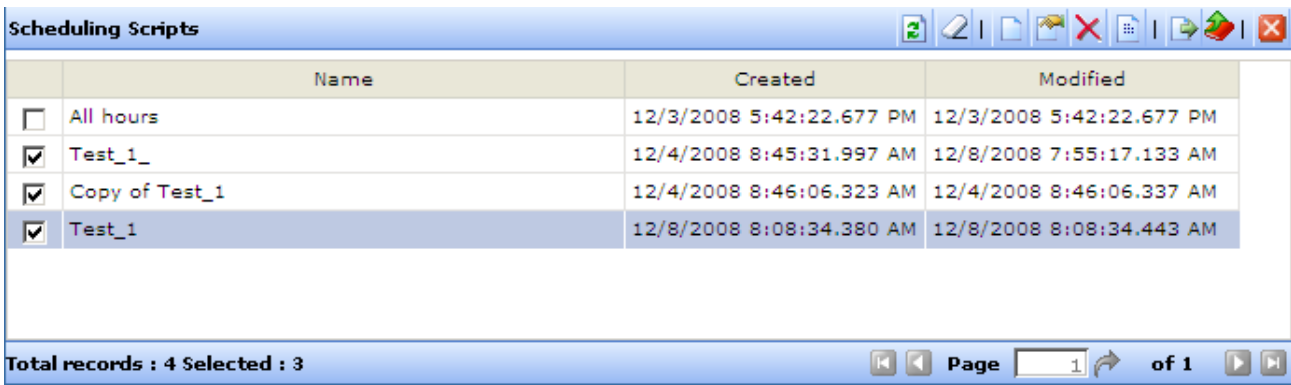 Scheduling Scripts
Name Created Modified
All hours 12/3/2008 5:42:22.677 PM 12/3/2008 5:42:22.677 PM
Test_1_ 12/4/2008 8:45:31.997 AM 12/8/2008 7:55:17.133 AM
Copy of Test_1 12/4/2008 8:46:06.323 AM 12/4/2008 8:46:06.337 AM
Test_1 12/8/2008 8:08:34.380 AM 12/8/2008 8:08:34.443 AM
Total records : 4 Selected : 3 Page 1 of 1